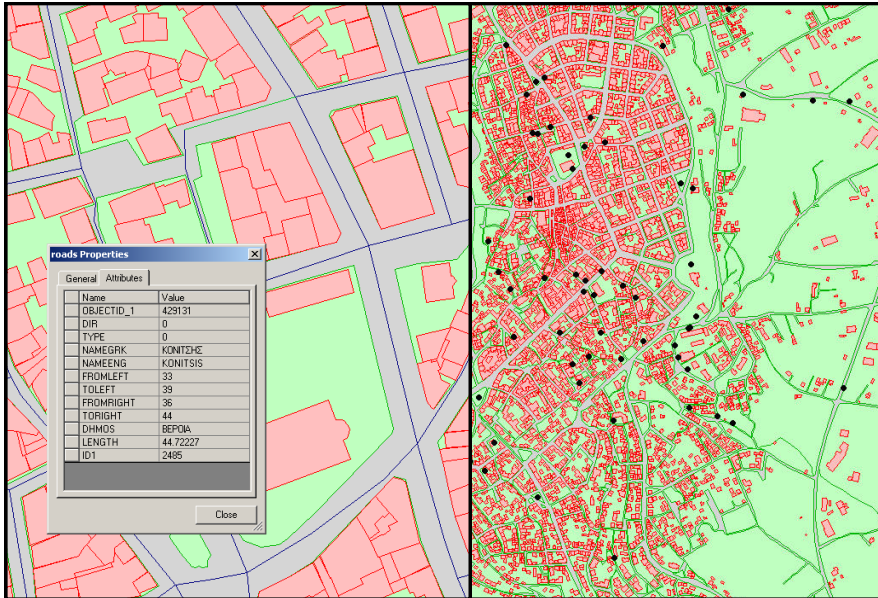 roads Properties
General Attributes
Name Value
OBJECTID_1 429131
DIR 0
TYPE 0
NAMEGRK ΚΟΝΙΤΣΗΣ
NAMEENG KONITSIS
FROMLEFT 33
TOLEFT 39
FROMRIGHT 36
TORIGHT 44
DHMOS ΒΕΡΟΙΑ
LENGTH 44.72227
ID1 2485
Close